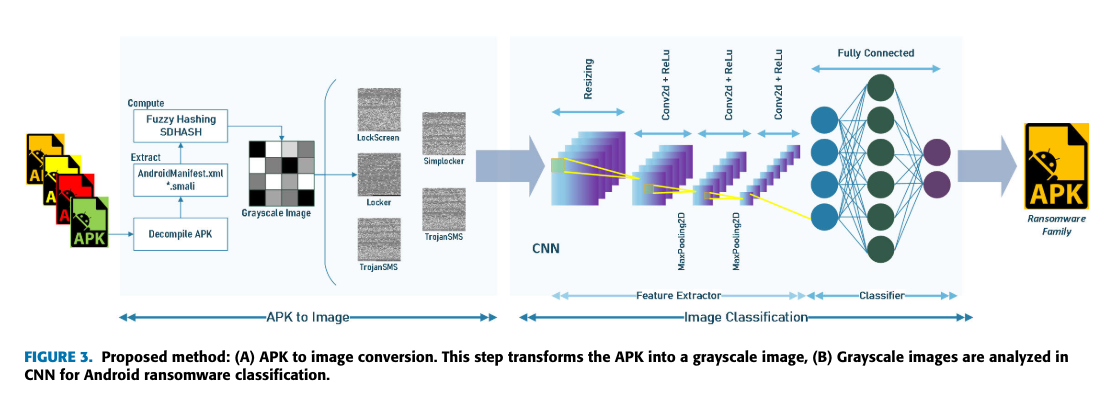 Compute
Fuzzy Hashing
SDHASH
Extract
AndroidManifest.xml
*.smali
Decompile APK
APK
Grayscale Image
LockScreen
Simplocker
Locker
TrojanSMS
TrojanSMS
APK to Image
Resizing
Conv2d + ReLu
Conv2d + ReLu
Conv2d + ReLu
Fully Connected
CNN
MaxPooling2D
MaxPooling2D
Feature Extractor
Classifier
Image Classification
APK
Ransomware
Family
FIGURE 3. Proposed method: (A) APK to image conversion. This step transforms the APK into a grayscale image, (B) Grayscale images are analyzed in
CNN for Android ransomware classification.